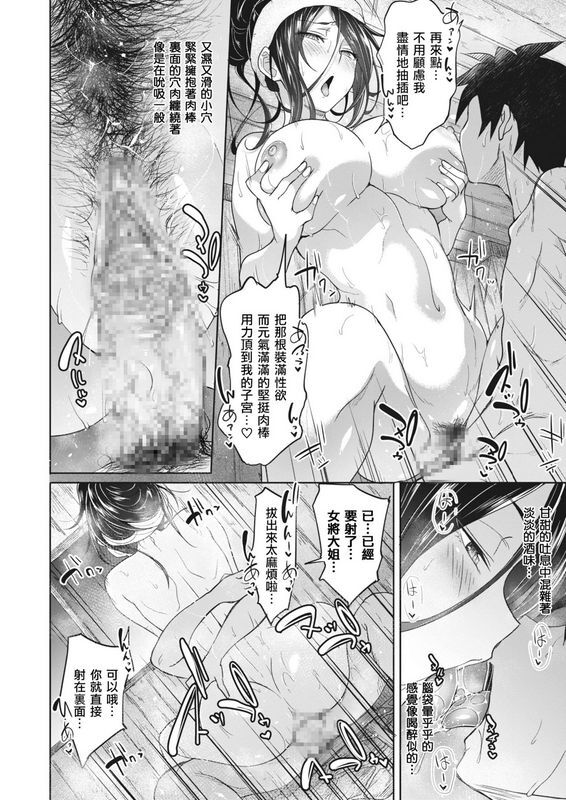 再來點…
不用顧慮我
盡情地抽插吧…
又濕又滑的小穴
緊緊擁抱著肉棒
裏面的穴肉纏繞著
像是在吮吸一般
把那根裝滿性欲
而元氣滿滿的堅挺肉棒
用力頂到我的子宮…♡
甘甜的吐息中混雜著
淡淡的酒味…
腦袋暈乎乎的
感覺像喝醉似的…
已…已經
要射了…
女將大姐…
拔出來太麻煩啦…
可以哦…
你就直接
射在裏面…